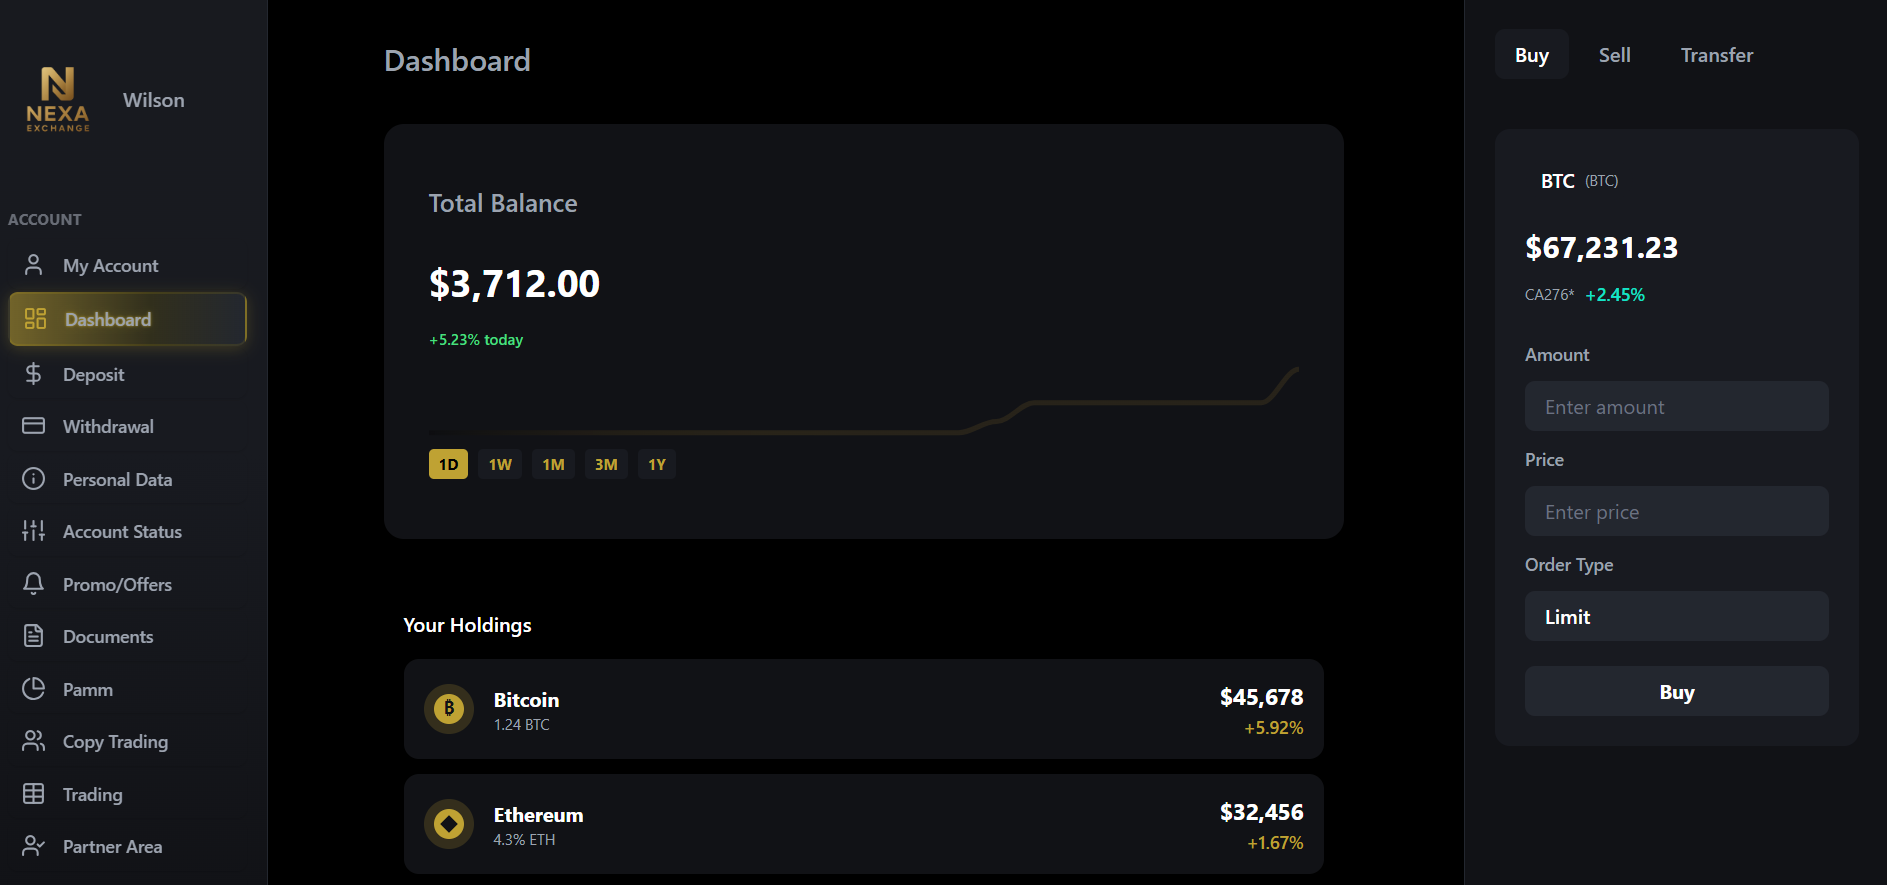 NEXA
EXCHANGE
Wilson
ACCOUNT
My Account
Dashboard
Deposit
Withdrawal
Personal Data
Account Status
Promo/Offers
Documents
Pamm
Copy Trading
Trading
Partner Area
Dashboard
Total Balance
$3,712.00
+5.23% today
1D 1W 1M 3M 1Y
Your Holdings
Bitcoin
1.24 BTC
$45,678
+5.92%
Ethereum
4.3% ETH
$32,456
+1.67%
Buy Sell Transfer
BTC (BTC)
$67,231.23
CA276* +2.45%
Amount
Enter amount
Price
Enter price
Order Type
Limit
Buy